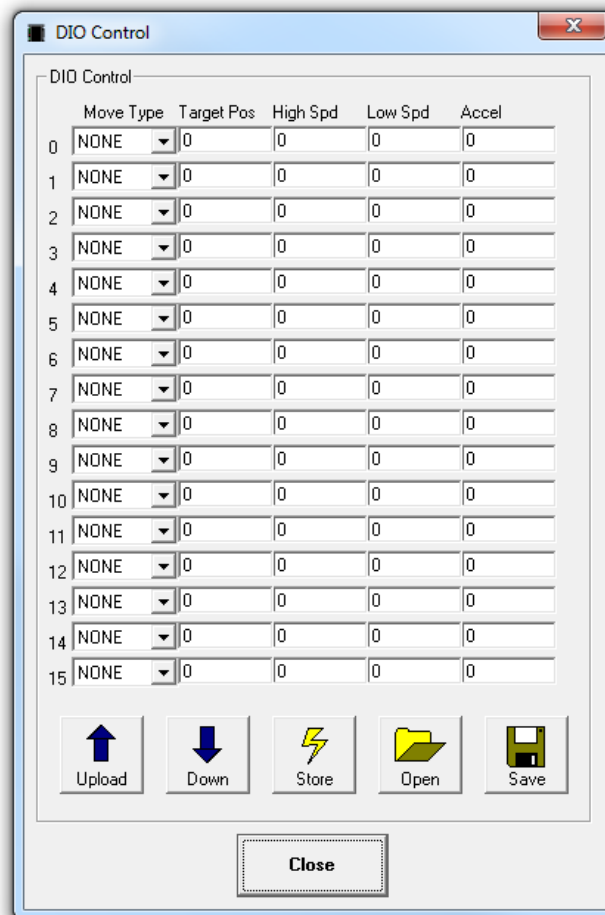 DIO Control
DIO Control
Move Type Target Pos High Spd Low Spd Accel
0 NONE 0 0 0 0
1 NONE 0 0 0 0
2 NONE 0 0 0 0
3 NONE 0 0 0 0
4 NONE 0 0 0 0
5 NONE 0 0 0 0
6 NONE 0 0 0 0
7 NONE 0 0 0 0
8 NONE 0 0 0 0
9 NONE 0 0 0 0
10 NONE 0 0 0 0
11 NONE 0 0 0 0
12 NONE 0 0 0 0
13 NONE 0 0 0 0
14 NONE 0 0 0 0
15 NONE 0 0 0 0
Upload Down Store Open Save
Close